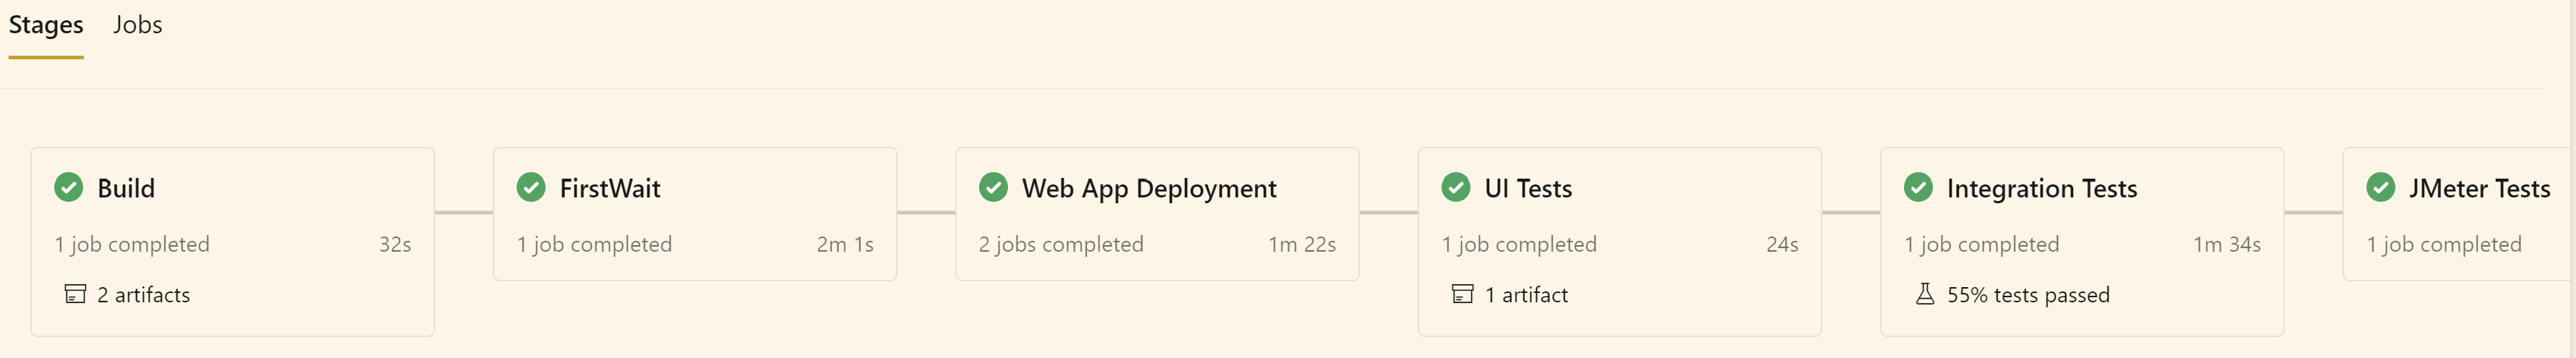 Stages Jobs
Build
1 job completed 32s
2 artifacts
FirstWait
1 job completed 2m 1s
Web App Deployment
2 jobs completed 1m 22s
UI Tests
1 job completed 24s
1 artifact
Integration Tests
1 job completed 1m 34s
55% tests passed
JMeter Tests
1 job completed